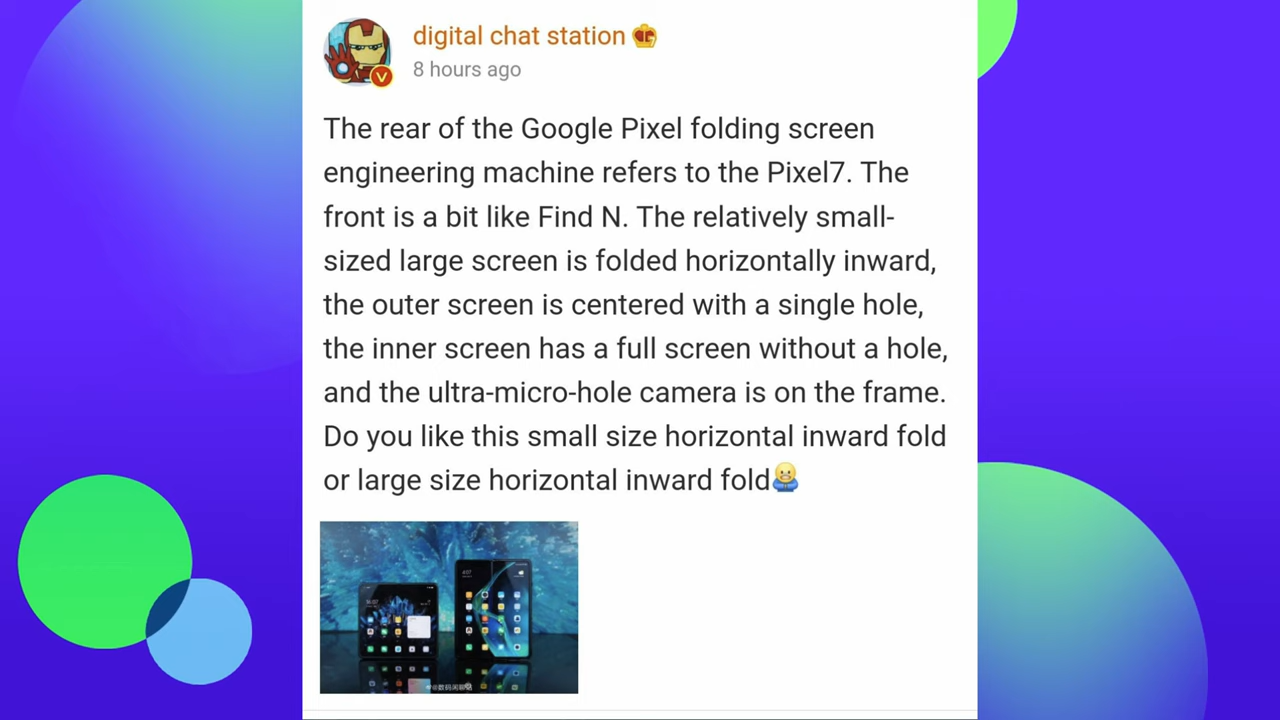 digital chat station
8 hours ago
The rear of the Google Pixel folding screen
engineering machine refers to the Pixel7. The
front is a bit like Find N. The relatively small-
sized large screen is folded horizontally inward,
the outer screen is centered with a single hole,
the inner screen has a full screen without a hole,
and the ultra-micro-hole camera is on the frame.
Do you like this small size horizontal inward fold
or large size horizontal inward fold